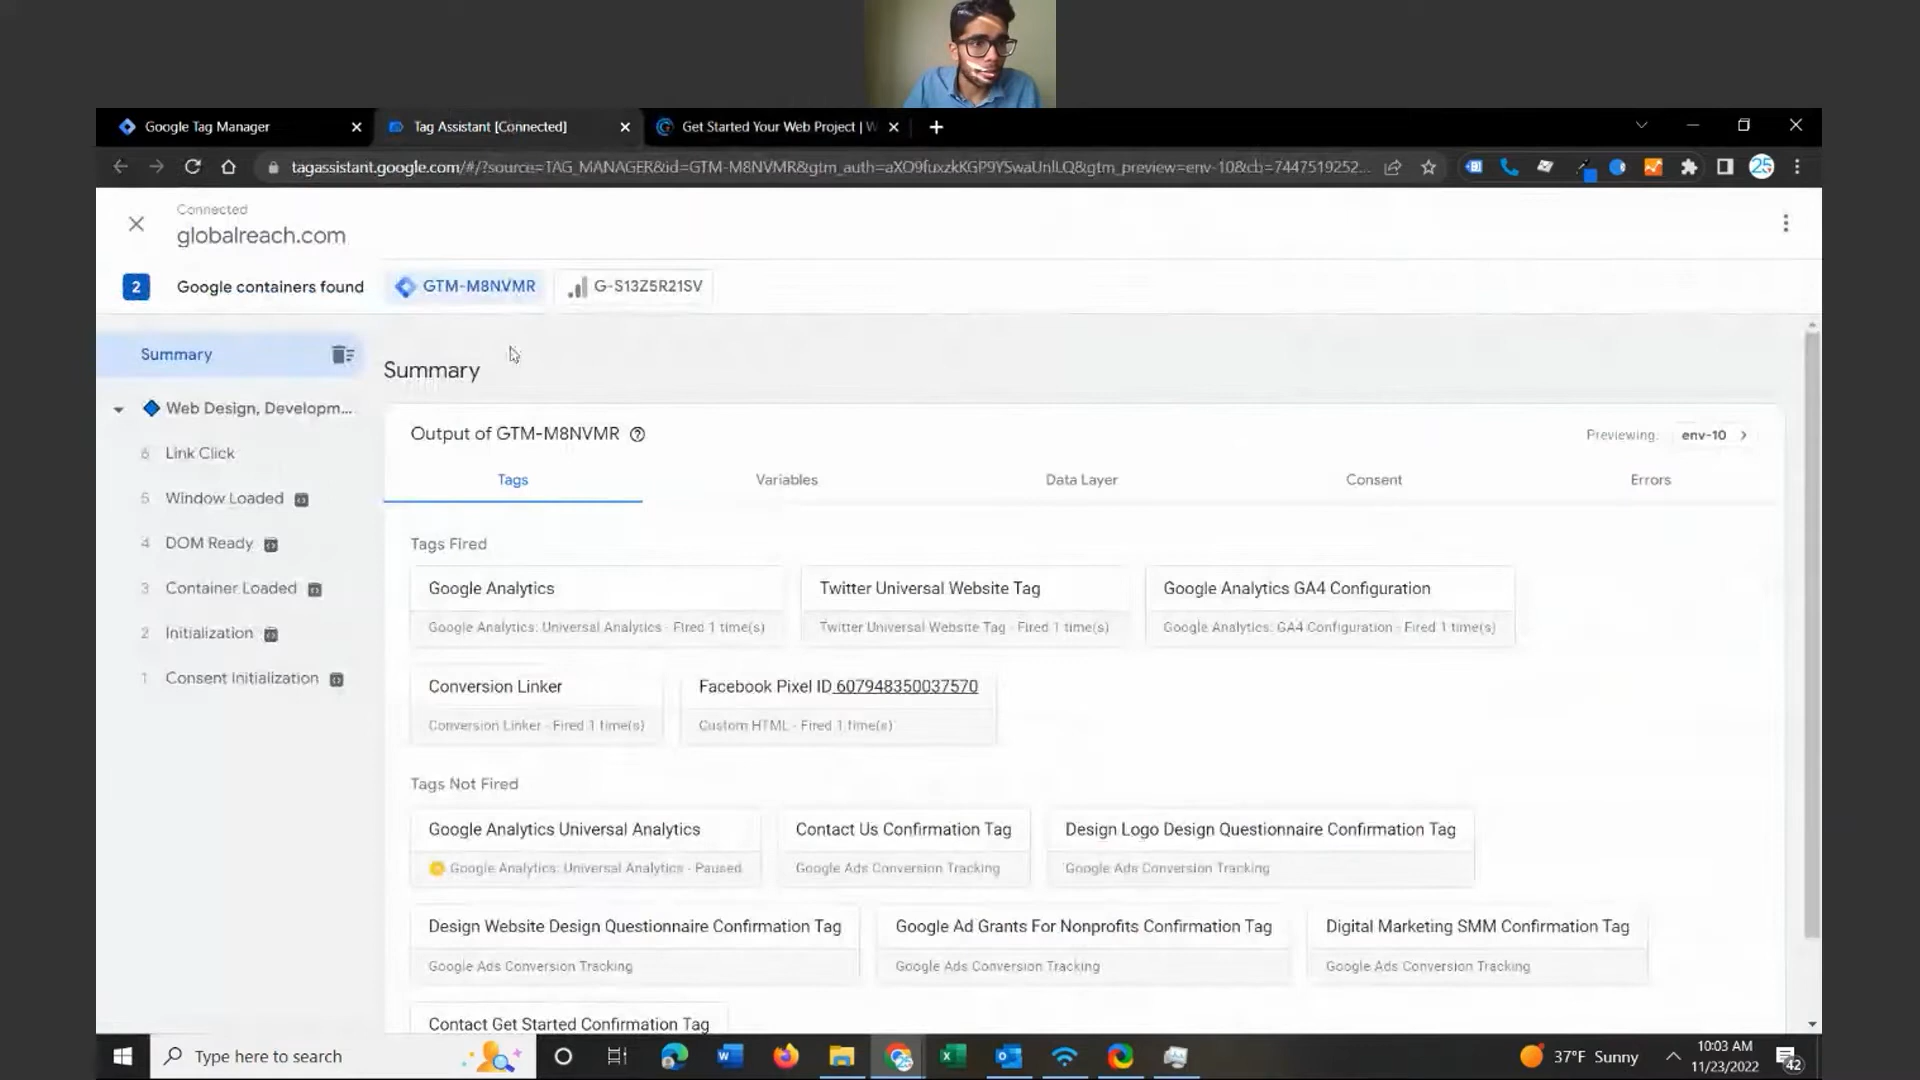 Google Tag Manager
Tag Assistant [Connected]
Get Started Your Web Project | W
tagassistant.google.com/#/?source=TAG_MANAGER&id=GTM-M8NVMR&gtm_auth=aXO9fuxzkKGP9YSwaUnlLQ&gtm_preview=env-10&cb=7447519252...
25
Connected
globalreach.com
2 Google containers found GTM-M8NVMR G-S13Z5R21SV
Summary
Web Design, Developm...
6 Link Click
5 Window Loaded
4 DOM Ready
3 Container Loaded
2 Initialization
1 Consent Initialization
Summary
Output of GTM-M8NVMR
Previewing: env-10
Tags Variables Data Layer Consent Errors
Tags Fired
Google Analytics
Google Analytics: Universal Analytics - Fired 1 time(s)
Twitter Universal Website Tag
Twitter Universal Website Tag - Fired 1 time(s)
Google Analytics GA4 Configuration
Google Analytics: GA4 Configuration - Fired 1 time(s)
Conversion Linker
Conversion Linker - Fired 1 time(s)
Facebook Pixel ID 607948350037570
Custom HTML - Fired 1 time(s)
Tags Not Fired
Google Analytics Universal Analytics
Google Analytics: Universal Analytics - Paused
Contact Us Confirmation Tag
Google Ads Conversion Tracking
Design Logo Design Questionnaire Confirmation Tag
Google Ads Conversion Tracking
Design Website Design Questionnaire Confirmation Tag
Google Ads Conversion Tracking
Google Ad Grants For Nonprofits Confirmation Tag
Google Ads Conversion Tracking
Digital Marketing SMM Confirmation Tag
Google Ads Conversion Tracking
Contact Get Started Confirmation Tag
Type here to search
37°F Sunny
10:03 AM
11/23/2022
42